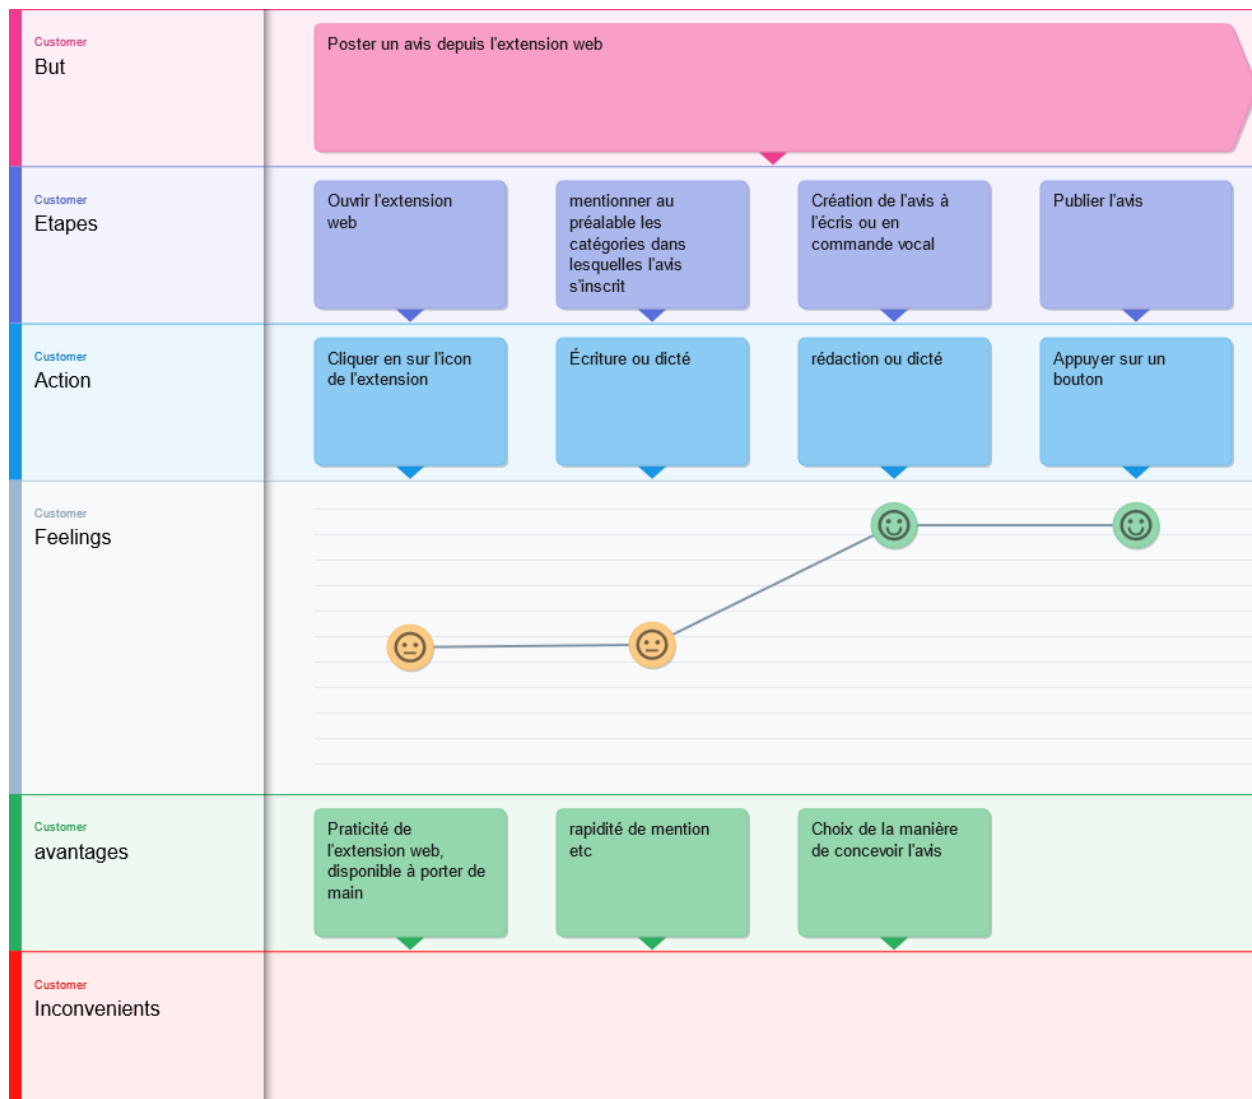 Customer
But
Poster un avis depuis l'extension web
Customer
Etapes
Ouvrir l'extension
web
mentionner au
préalable les
catégories dans
lesquelles l'avis
s'inscrit
Création de l'avis à
l'écris ou en
commande vocal
Publier l'avis
Customer
Action
Cliquer en sur l'icon
de l'extension
Écriture ou dicté
rédaction ou dicté
Appuyer sur un
bouton
Customer
Feelings
Customer
avantages
Praticité de
l'extension web,
disponible à porter de
main
rapidité de mention
etc
Choix de la manière
de concevoir l'avis
Customer
Inconvenients